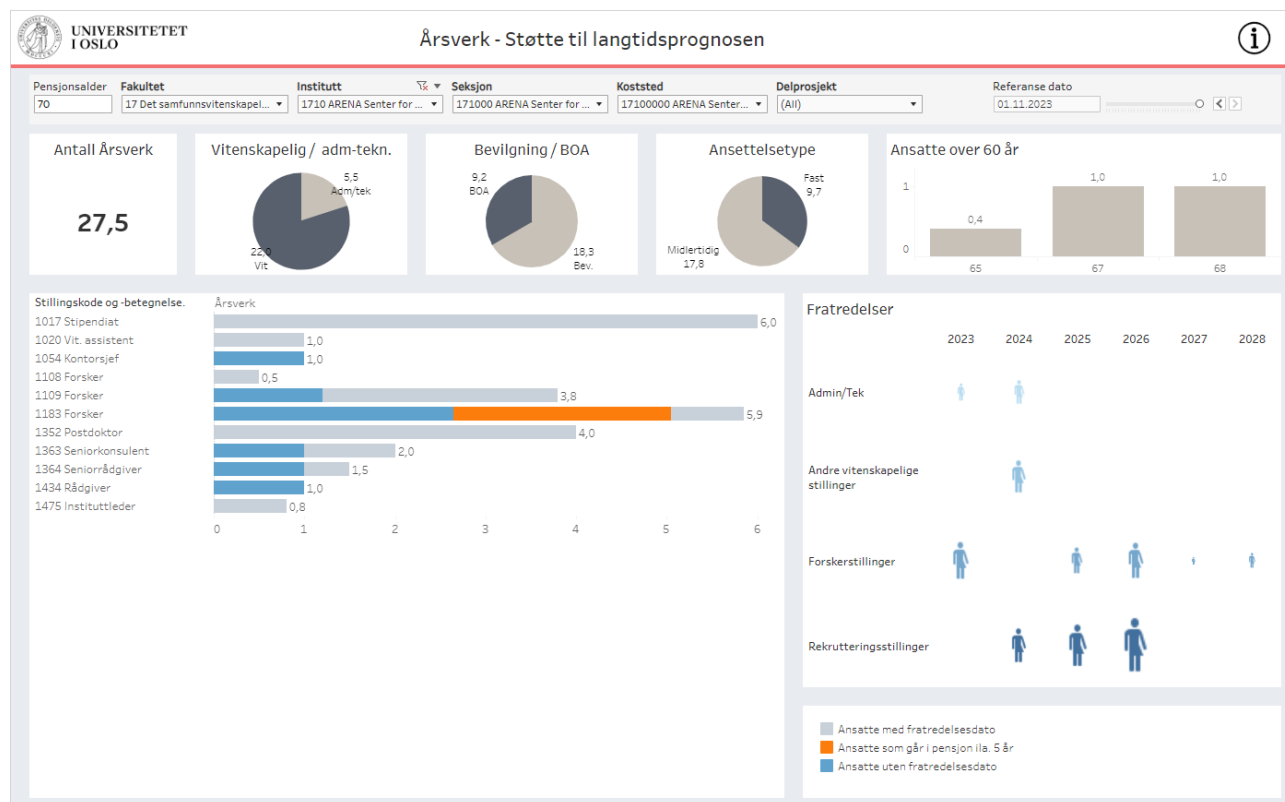 UNIVERSITETET
I OSLO
Årsverk - Støtte til langtidsprognosen
Pensjonsalder Fakultet Institutt Seksjon Koststed Delprosjekt Referanse dato
70 17 Det samfunnsvitenskapel... 1710 ARENA Senter for ... 171000 ARENA Senter for ... 17100000 ARENA Senter... (All) 01.11.2023
Antall Årsverk
27,5
Vitenskapelig / adm-tekn.
5,5
Adm/tek
22,0
Vit
Bevilgning / BOA
9,2
BOA
18,3
Bev.
Ansettelsetype
Fast
9,7
Midlertidig
17,8
Ansatte over 60 år
1
0
0,4
1,0
1,0
65 67 68
Stillingskode og -betegnelse. Årsverk
1017 Stipendiat 6,0
1020 Vit. assistent 1,0
1054 Kontorsjef 1,0
1108 Forsker 0,5
1109 Forsker 3,8
1183 Forsker 5,9
1352 Postdoktor 4,0
1363 Seniorkonsulent 2,0
1364 Seniorrådgiver 1,5
1434 Rådgiver 1,0
1475 Instituttleder 0,8
0 1 2 3 4 5 6
Fratredelser
2023 2024 2025 2026 2027 2028
Admin/Tek
Andre vitenskapelige
stillinger
Forskerstillinger
Rekrutteringsstillinger
Ansatte med fratredelsesdato
Ansatte som går i pensjon ila. 5 år
Ansatte uten fratredelsesdato